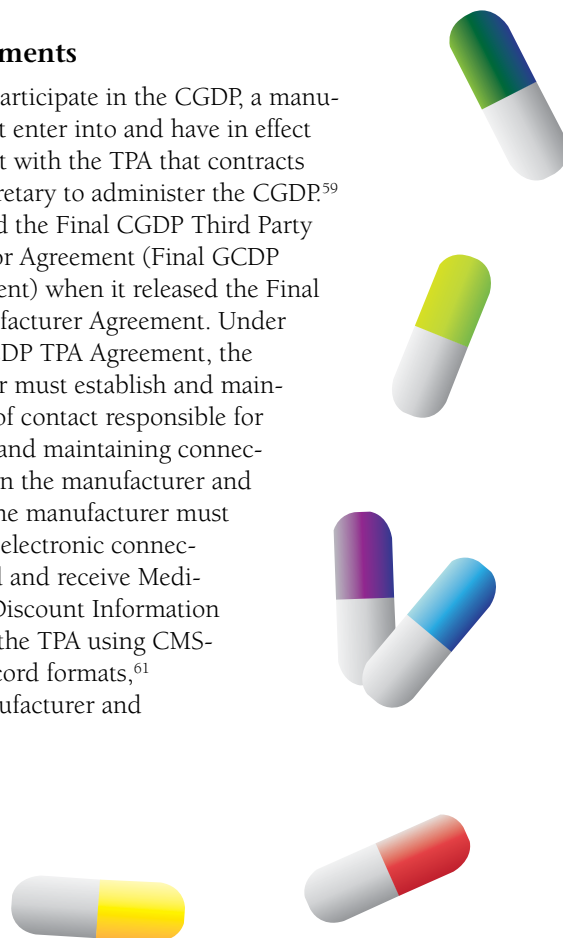 ments
articipate in the CGDP, a manu-
t enter into and have in effect
t with the TPA that contracts
retary to administer the CGDP.⁵⁹
d the Final CGDP Third Party
or Agreement (Final GCDP
ent) when it released the Final
facturer Agreement. Under
DP TPA Agreement, the
r must establish and main-
of contact responsible for
and maintaining connec-
n the manufacturer and
he manufacturer must
electronic connec-
l and receive Medi-
Discount Information
the TPA using CMS-
cord formats,⁶¹
ufacturer and